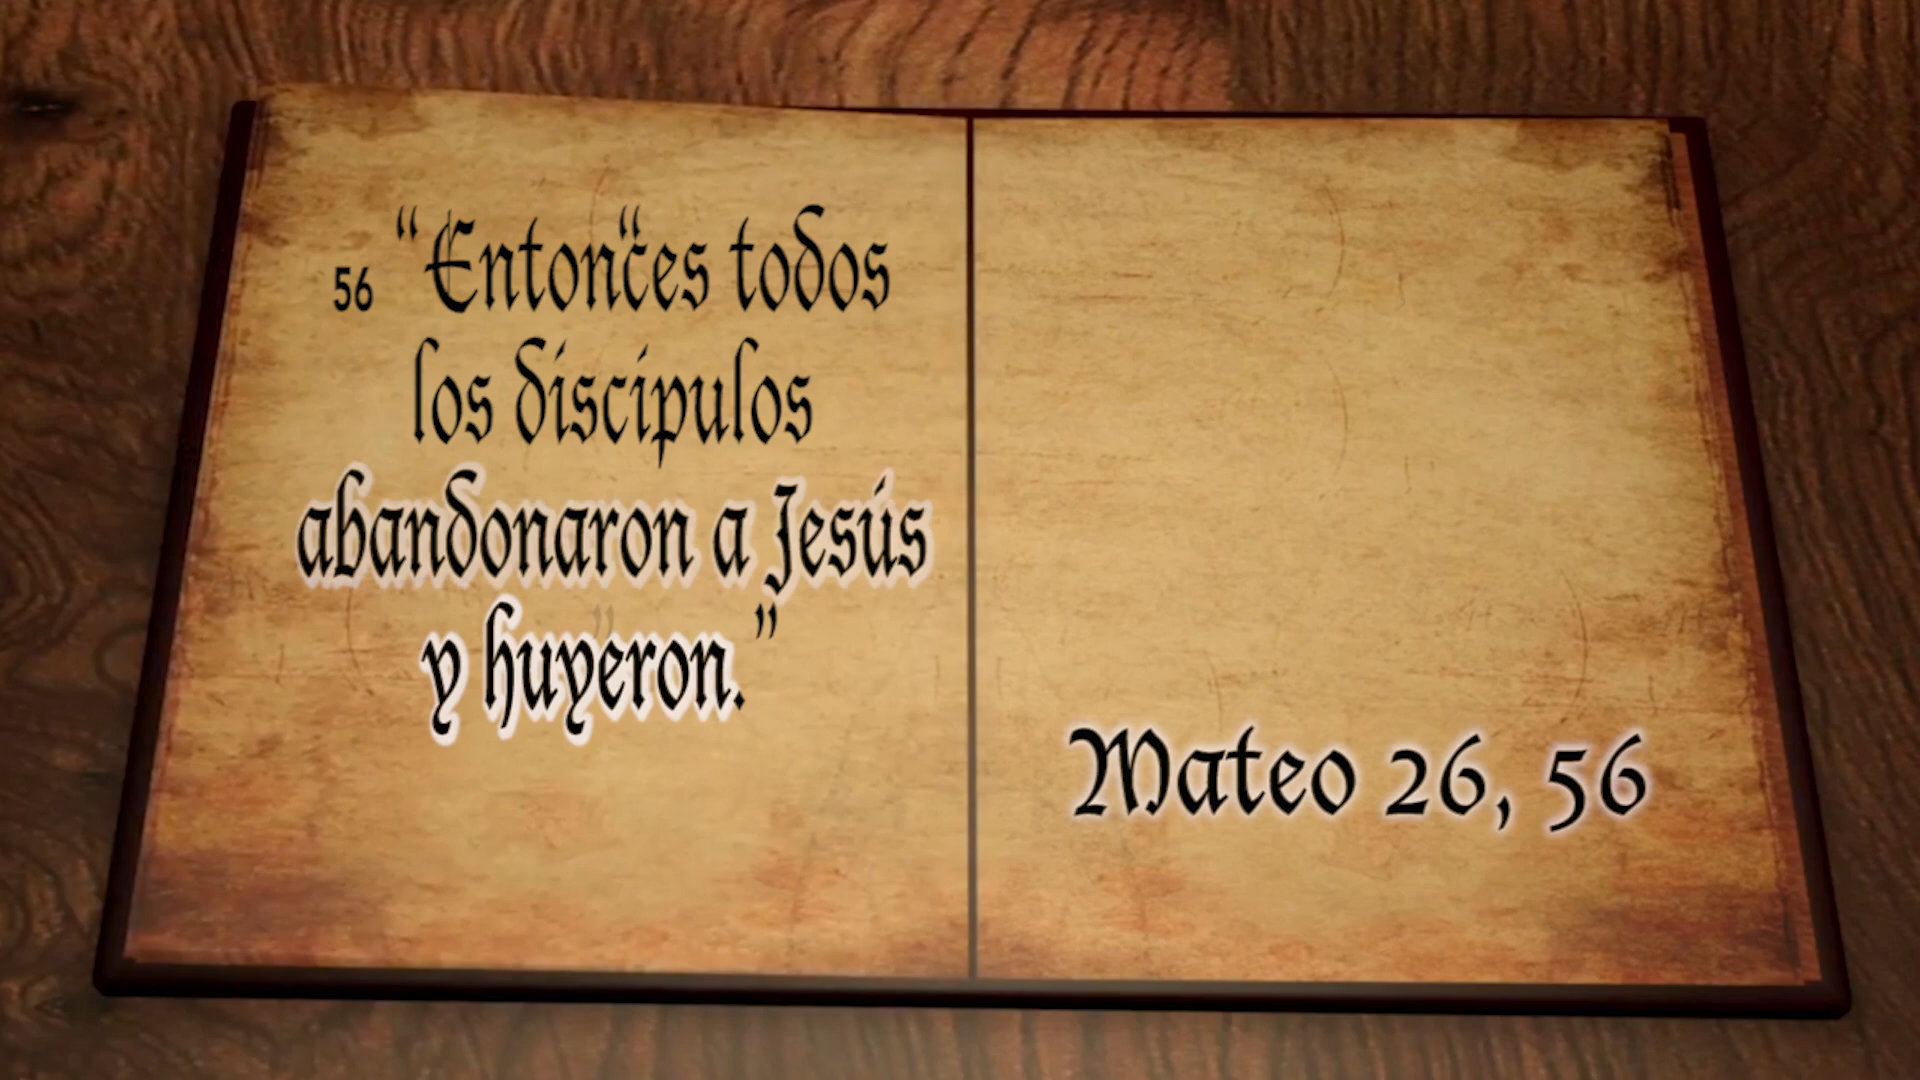 56 “Entonces todos
los discipulos
abandonaron a Jesús
y huyeron.”
Mateo 26, 56